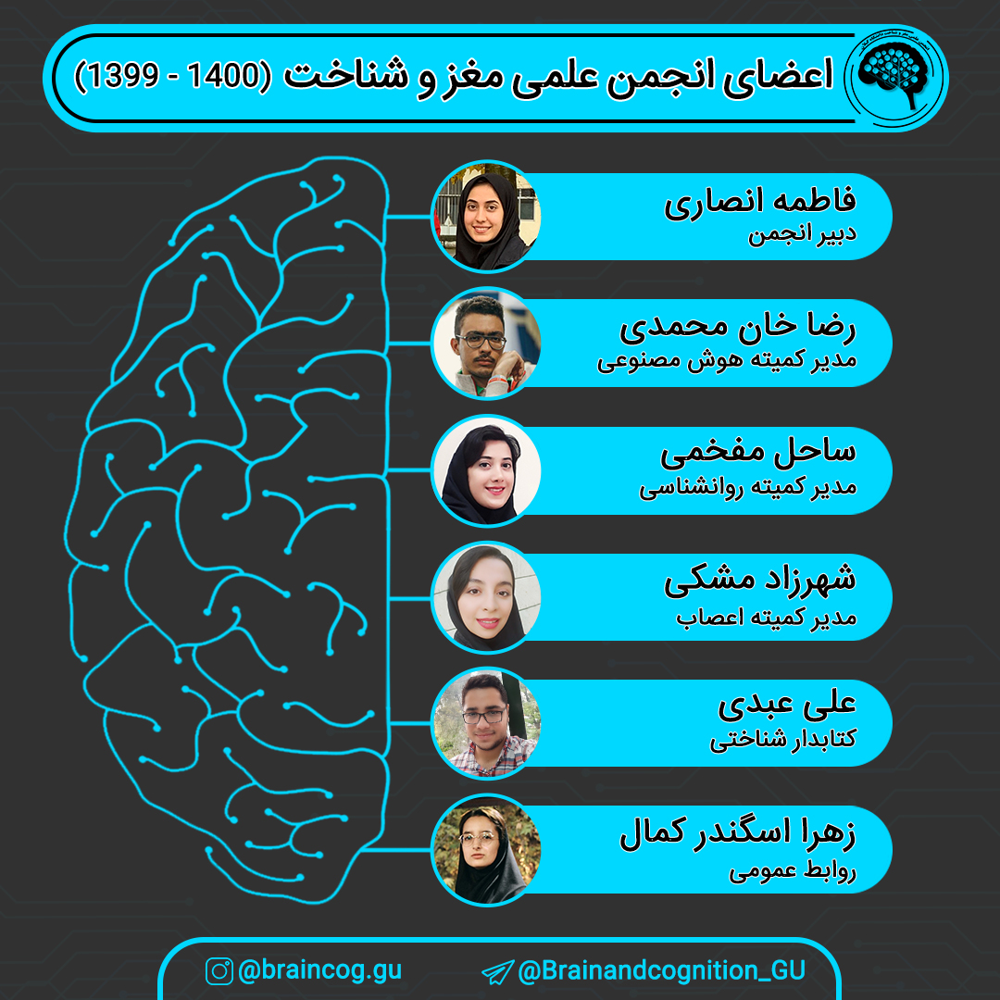 اعضای انجمن علمی مغز و شناخت (1399 - 1400)
فاطمه انصاری
دبیر انجمن
رضا خان محمدی
مدیر کمیته هوش مصنوعی
ساحل مفخمی
مدیر کمیته روانشناسی
شهرزاد مشکی
مدیر کمیته اعصاب
علی عبدی
کتابدار شناختی
زهرا اسگندر کمال
روابط عمومی
@braincog.gu
@Brainandcognition_GU